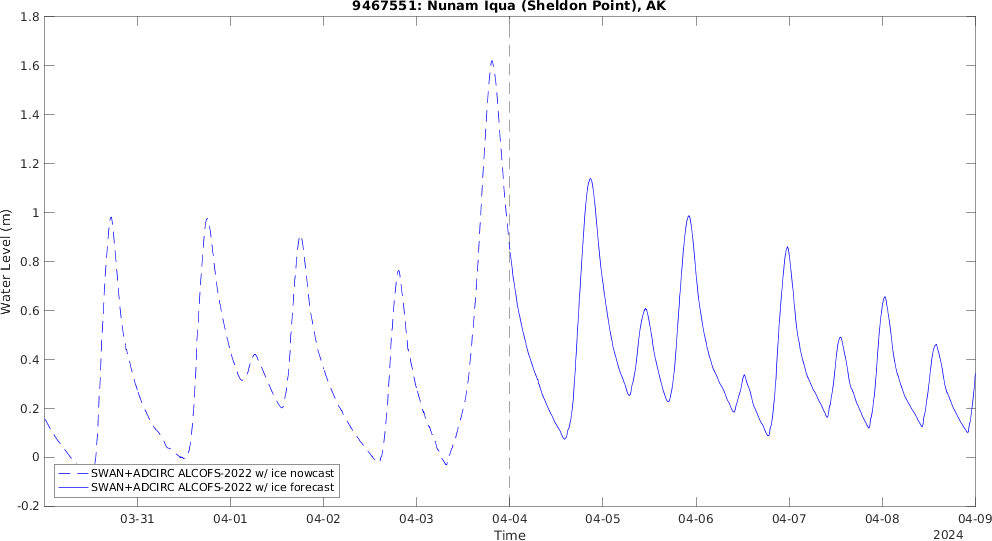 9467551: Nunam Iqua (Sheldon Point), AK
1.8
1.6
1.4
1.2
1
0.8
0.6
0.4
0.2
0
-0.2
Water Level (m)
SWAN+ADCIRC ALCOFS-2022 w/ ice nowcast
SWAN+ADCIRC ALCOFS-2022 w/ ice forecast
03-31 04-01 04-02 04-03 04-04 04-05 04-06 04-07 04-08 04-09
Time
2024